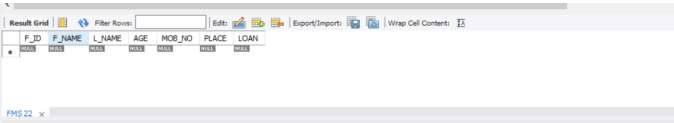 Result Grid Filter Rows: Edit: Export/Import: Wrap Cell Content:
F_ID F_NAME L_NAME AGE MOB_NO PLACE LOAN
NULL NULL NULL NULL NULL NULL NULL
FMS 22 x